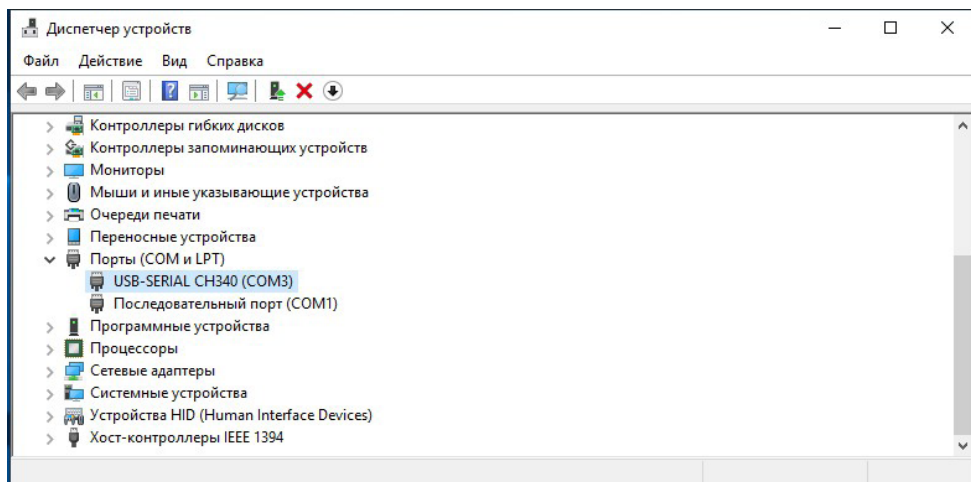 Диспетчер устройств
Файл Действие Вид Справка
Контроллеры гибких дисков
Контроллеры запоминающих устройств
Мониторы
Мыши и иные указывающие устройства
Очереди печати
Переносные устройства
Порты (COM и LPT)
USB-SERIAL CH340 (COM3)
Последовательный порт (COM1)
Программные устройства
Процессоры
Сетевые адаптеры
Системные устройства
Устройства HID (Human Interface Devices)
Хост-контроллеры IEEE 1394